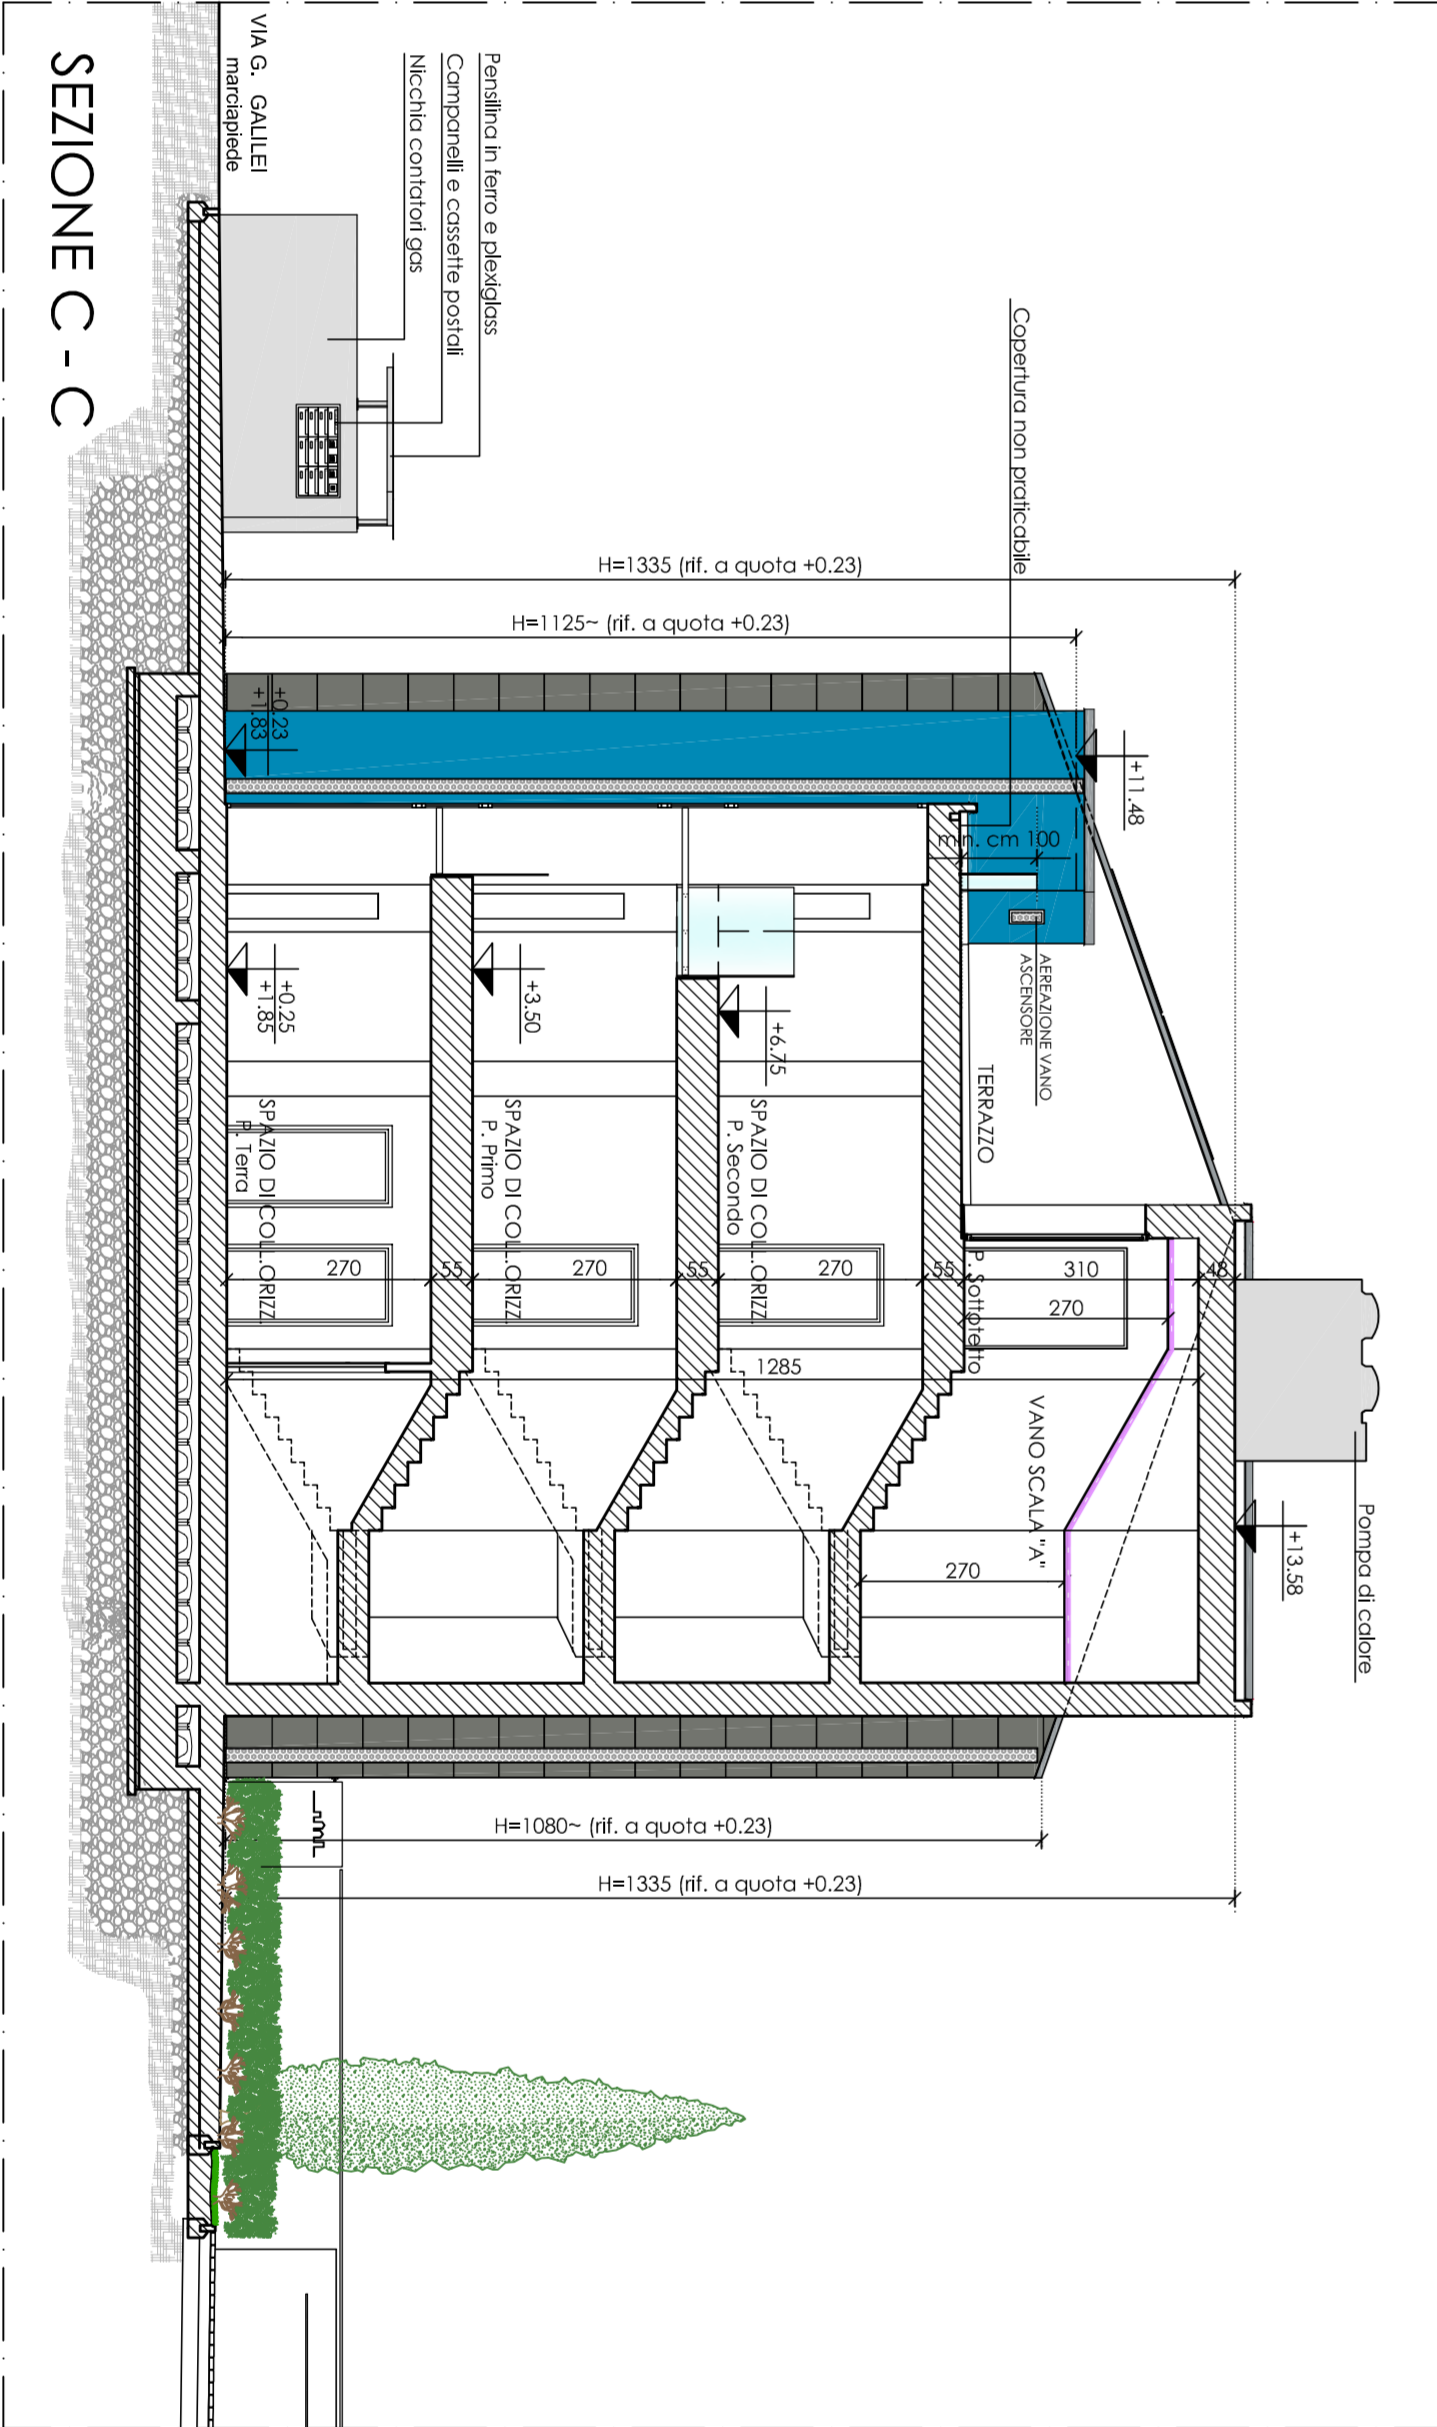 Pompa di calore
+13.58
+11.48
AEREAZIONE VANO
ASCENSORE
Copertura non praticabile
min. cm 100
TERRAZZO
P. Sottotetto
VANO SCALA "A"
310
48
270
270
1285
+6.75
SPAZIO DI COLL.ORIZZ.
P. Secondo
270
55
+3.50
SPAZIO DI COLL.ORIZZ.
P. Primo
270
55
+0.25
+1.85
SPAZIO DI COLL.ORIZZ.
P. Terra
270
55
+0.23
+1.83
H=1335 (rif. a quota +0.23)
H=1125~ (rif. a quota +0.23)
H=1080~ (rif. a quota +0.23)
H=1335 (rif. a quota +0.23)
Pensilina in ferro e plexiglass
Campanelli e cassette postali
Nicchia contatori gas
VIA G. GALILEI
marciapiede
SEZIONE C - C